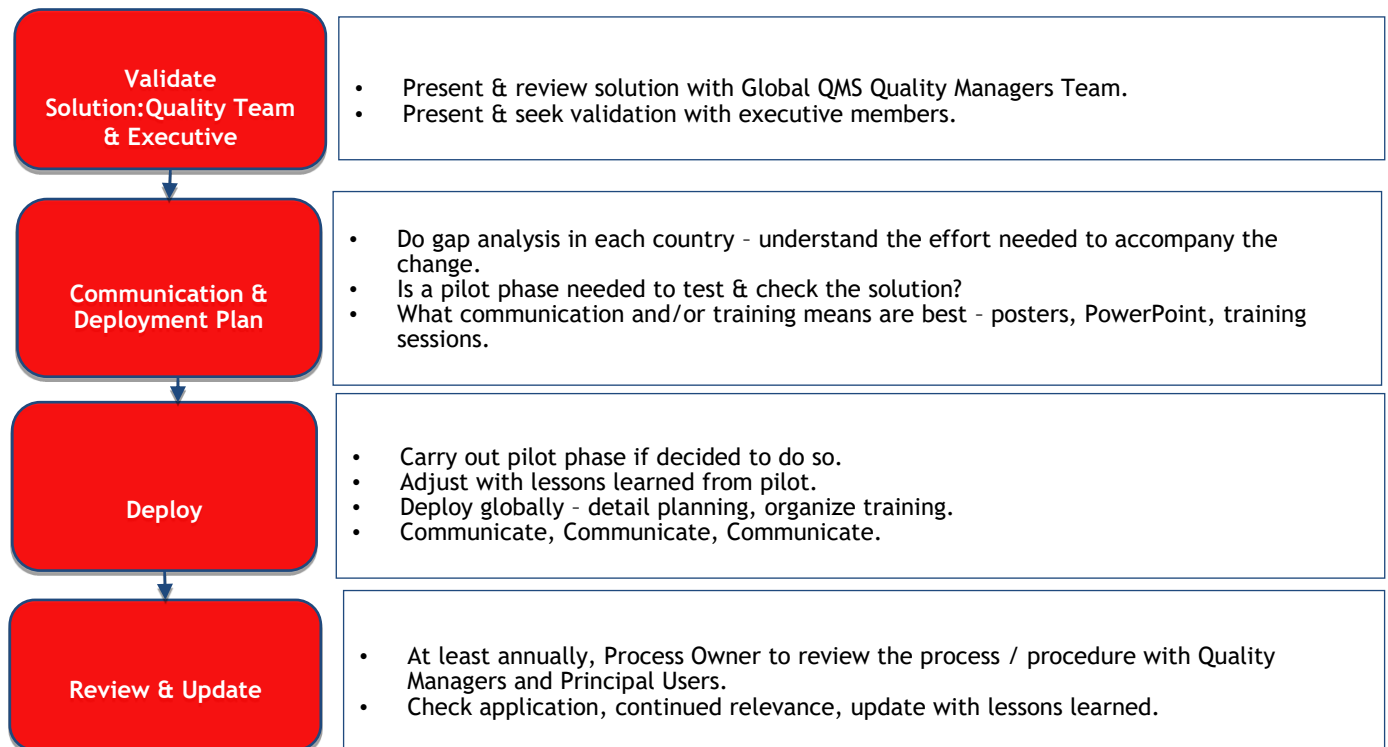 Validate
Solution:Quality Team
& Executive
• Present & review solution with Global QMS Quality Managers Team.
• Present & seek validation with executive members.
Communication &
Deployment Plan
• Do gap analysis in each country – understand the effort needed to accompany the
change.
• Is a pilot phase needed to test & check the solution?
• What communication and/or training means are best – posters, PowerPoint, training
sessions.
Deploy
• Carry out pilot phase if decided to do so.
• Adjust with lessons learned from pilot.
• Deploy globally – detail planning, organize training.
• Communicate, Communicate, Communicate.
Review & Update
• At least annually, Process Owner to review the process / procedure with Quality
Managers and Principal Users.
• Check application, continued relevance, update with lessons learned.